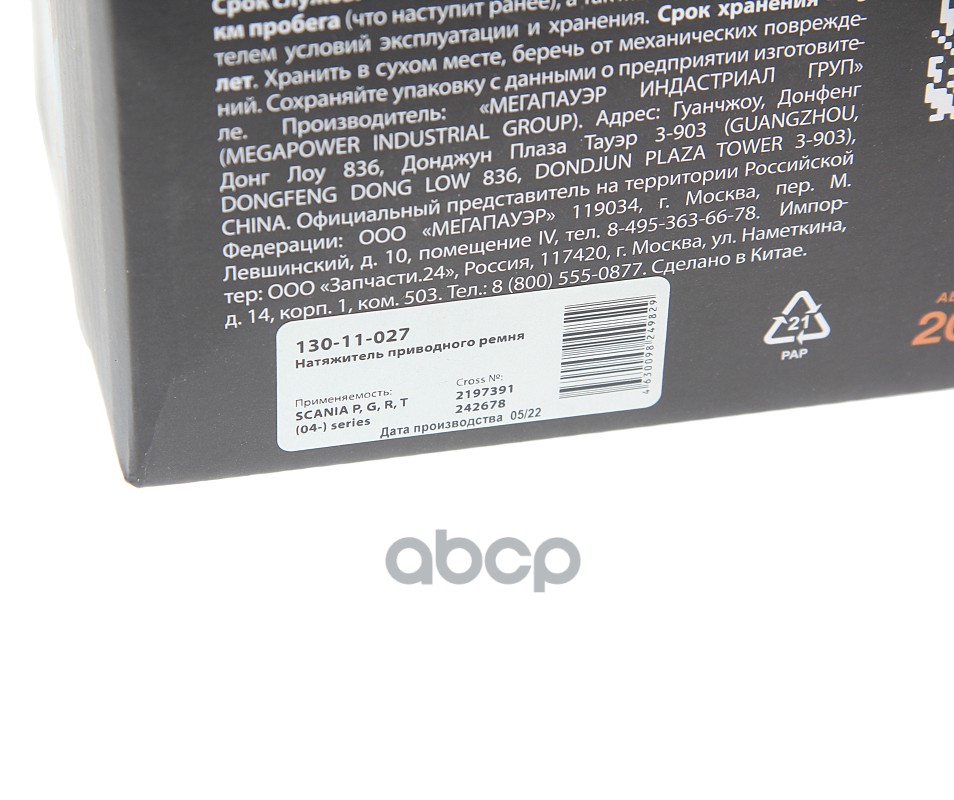 Срок
км пробега (что наступит ранее), а
телем условий эксплуатации и хранения. Срок хранения
лет. Хранить в сухом месте, беречь от механических поврежде-
ний. Сохраняйте упаковку с данными о предприятии изготовите-
ле. Производитель: «МЕГАПАУЭР ИНДАСТРИАЛ ГРУП»
(MEGAPOWER INDUSTRIAL GROUP). Адрес: Гуанчжоу, Донфенг
Донг Лоу 836, Донджун Плаза Тауэр 3-903 (GUANGZHOU,
DONGFENG DONG LOW 836, DONDJUN PLAZA TOWER 3-903),
CHINA. Официальный представитель на территории Российской
Федерации: ООО «МЕГАПАУЭР» 119034, г. Москва, пер. М.
Левшинский, д. 10, помещение IV, тел. 8-495-363-66-78. Импор-
тер: ООО «Запчасти.24», Россия, 117420, г. Москва, ул. Наметкина,
д. 14, корп. 1, ком. 503. Тел.: 8 (800) 555-0877. Сделано в Китае.
130-11-027
Натяжитель приводного ремня
Применяемость:
SCANIA P, G, R, T
(04-) series
Cross №:
2197391
242678
Дата производства 05/22
4630098249829
21
PAP
20
abcp